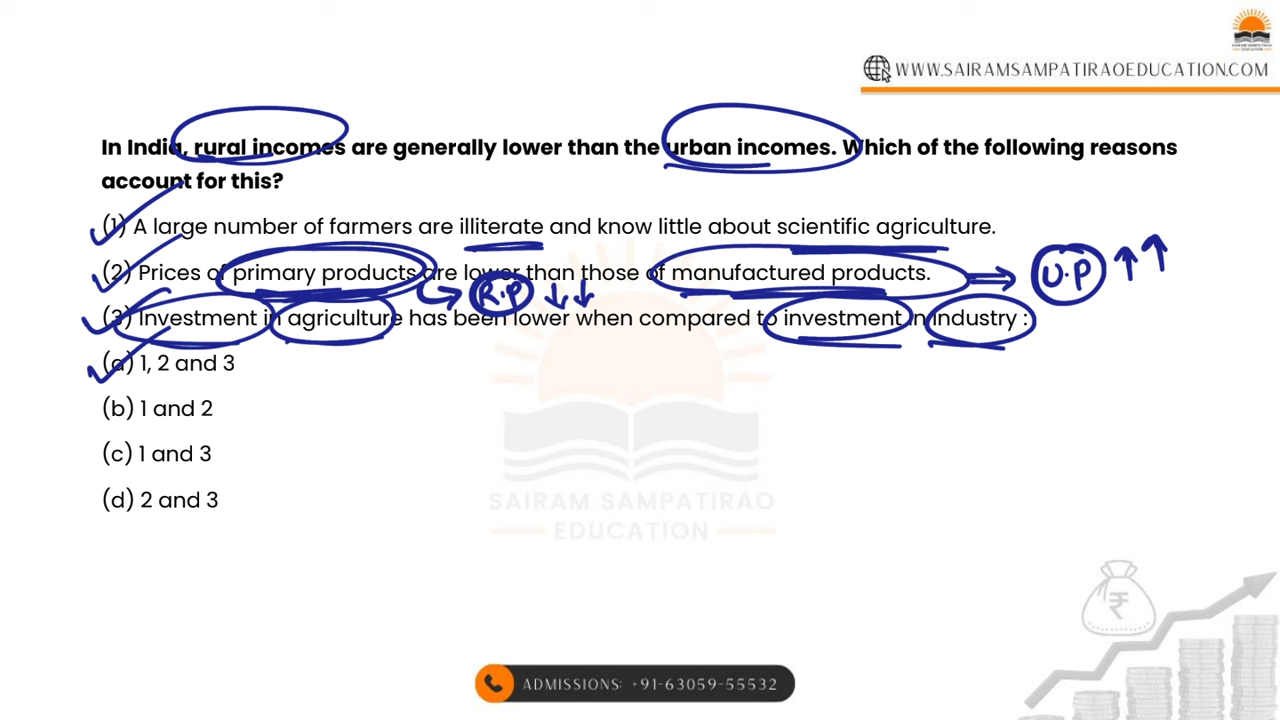 SAIRAM SAMPATIRAO
EDUCATION
WWW.SAIRAMSAMPATIRAOEDUCATION.COM
In India, rural incomes are generally lower than the urban incomes. Which of the following reasons
account for this?
(1) A large number of farmers are illiterate and know little about scientific agriculture.
(2) Prices of primary products are lower than those of manufactured products.
U.P
R.P
(3) Investment in agriculture has been lower when compared to investment in industry :
(a) 1, 2 and 3
(b) 1 and 2
(c) 1 and 3
(d) 2 and 3
SAIRAM SAMPATIRAO
EDUCATION
₹
ADMISSIONS: +91-63059-55532